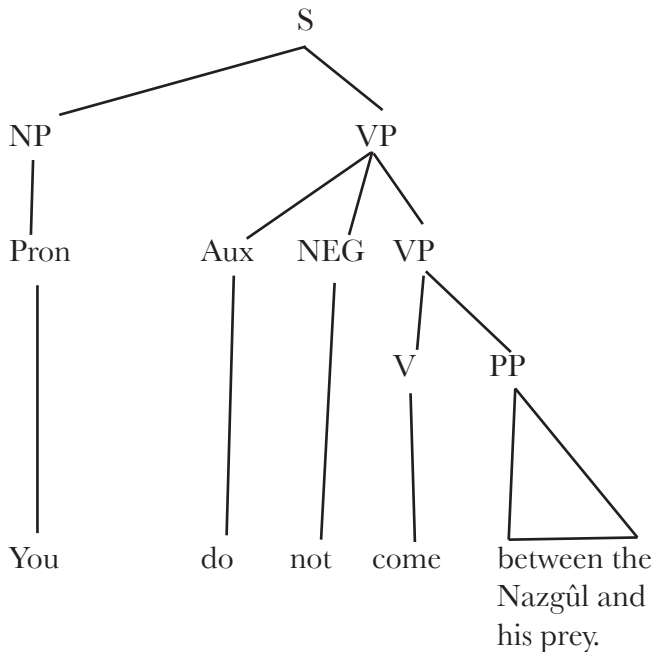 S
NP VP
Pron Aux NEG VP
V PP
You do not come between the
Nazgûl and
his prey.